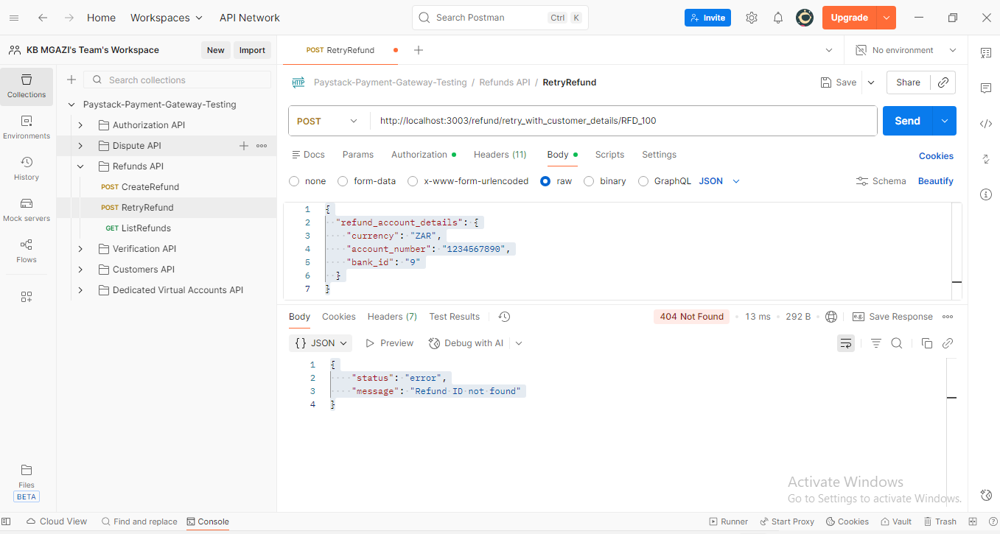 Home Workspaces API Network Search Postman Ctrl K Invite Upgrade
KB MGAZI's Team's Workspace New Import POST RetryRefund No environment
Collections
Environments
History
Mock servers
Flows
Files
BETA
Search collections
Paystack-Payment-Gateway-Testing
Authorization API
Dispute API
Refunds API
POST CreateRefund
POST RetryRefund
GET ListRefunds
Verification API
Customers API
Dedicated Virtual Accounts API
HTTP Paystack-Payment-Gateway-Testing / Refunds API / RetryRefund Save Share
POST http://localhost:3003/refund/retry_with_customer_details/RFD_100 Send
Docs Params Authorization Headers (11) Body Scripts Settings Cookies
none form-data x-www-form-urlencoded raw binary GraphQL JSON Schema Beautify
1 {
2 "refund_account_details": {
3 "currency": "ZAR",
4 "account_number": "1234567890",
5 "bank_id": "9"
6 }
7 }
Body Cookies Headers (7) Test Results 404 Not Found 13 ms 292 B e.g. Save Response
{} JSON Preview Debug with AI
1 {
2 "status": "error",
3 "message": "Refund ID not found"
4 }
Activate Windows
Go to Settings to activate Windows.
Cloud View Find and replace Console Runner Start Proxy Cookies Vault Trash